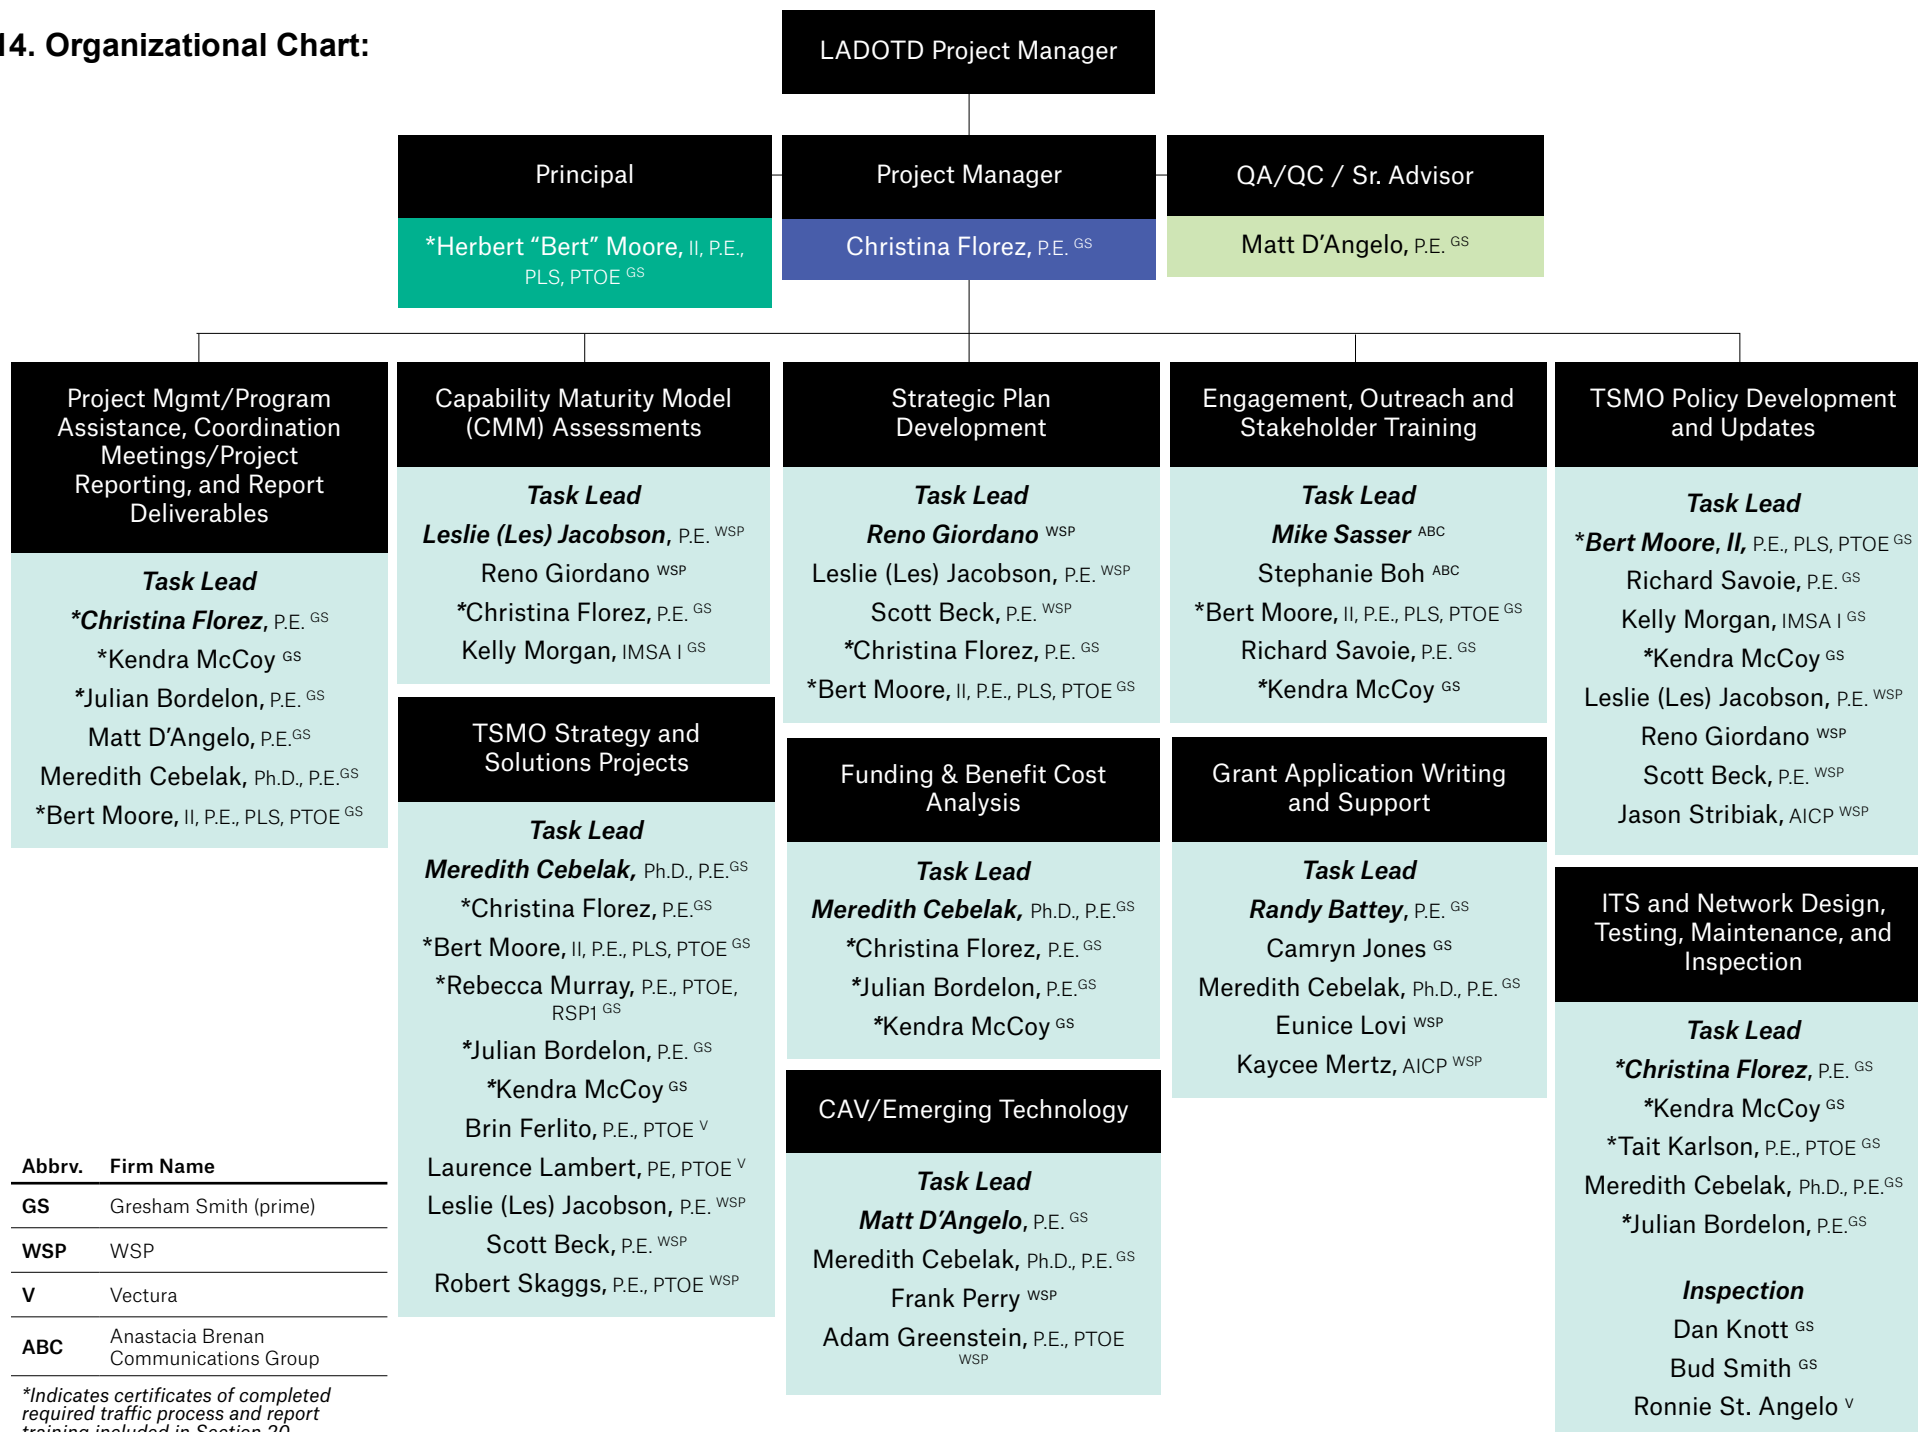 14. Organizational Chart:
LADOTD Project Manager
Principal
*Herbert “Bert” Moore, II, P.E.,
PLS, PTOE GS
Project Manager
Christina Florez, P.E. GS
QA/QC / Sr. Advisor
Matt D’Angelo, P.E. GS
Project Mgmt/Program
Assistance, Coordination
Meetings/Project
Reporting, and Report
Deliverables
Task Lead
*Christina Florez, P.E. GS
*Kendra McCoy GS
*Julian Bordelon, P.E. GS
Matt D’Angelo, P.E.GS
Meredith Cebelak, Ph.D., P.E.GS
*Bert Moore, II, P.E., PLS, PTOE GS
Capability Maturity Model
(CMM) Assessments
Task Lead
Leslie (Les) Jacobson, P.E. WSP
Reno Giordano WSP
*Christina Florez, P.E. GS
Kelly Morgan, IMSA I GS
TSMO Strategy and
Solutions Projects
Task Lead
Meredith Cebelak, Ph.D., P.E.GS
*Christina Florez, P.E.GS
*Bert Moore, II, P.E., PLS, PTOE GS
*Rebecca Murray, P.E., PTOE,
RSP1 GS
*Julian Bordelon, P.E. GS
*Kendra McCoy GS
Brin Ferlito, P.E., PTOE V
Laurence Lambert, PE, PTOE V
Leslie (Les) Jacobson, P.E. WSP
Scott Beck, P.E. WSP
Robert Skaggs, P.E., PTOE WSP
Strategic Plan
Development
Task Lead
Reno Giordano WSP
Leslie (Les) Jacobson, P.E. WSP
Scott Beck, P.E. WSP
*Christina Florez, P.E. GS
*Bert Moore, II, P.E., PLS, PTOE GS
Funding & Benefit Cost
Analysis
Task Lead
Meredith Cebelak, Ph.D., P.E.GS
*Christina Florez, P.E. GS
*Julian Bordelon, P.E.GS
*Kendra McCoy GS
CAV/Emerging Technology
Task Lead
Matt D’Angelo, P.E. GS
Meredith Cebelak, Ph.D., P.E. GS
Frank Perry WSP
Adam Greenstein, P.E., PTOE
WSP
Engagement, Outreach and
Stakeholder Training
Task Lead
Mike Sasser ABC
Stephanie Boh ABC
*Bert Moore, II, P.E., PLS, PTOE GS
Richard Savoie, P.E. GS
*Kendra McCoy GS
Grant Application Writing
and Support
Task Lead
Randy Battey, P.E. GS
Camryn Jones GS
Meredith Cebelak, Ph.D., P.E. GS
Eunice Lovi WSP
Kaycee Mertz, AICP WSP
TSMO Policy Development
and Updates
Task Lead
*Bert Moore, II, P.E., PLS, PTOE GS
Richard Savoie, P.E. GS
Kelly Morgan, IMSA I GS
*Kendra McCoy GS
Leslie (Les) Jacobson, P.E. WSP
Reno Giordano WSP
Scott Beck, P.E. WSP
Jason Stribiak, AICP WSP
ITS and Network Design,
Testing, Maintenance, and
Inspection
Task Lead
*Christina Florez, P.E. GS
*Kendra McCoy GS
*Tait Karlson, P.E., PTOE GS
Meredith Cebelak, Ph.D., P.E.GS
*Julian Bordelon, P.E.GS
Inspection
Dan Knott GS
Bud Smith GS
Ronnie St. Angelo V
Abbrv. Firm Name
GS Gresham Smith (prime)
WSP WSP
V Vectura
ABC Anastacia Brenan
Communications Group
*Indicates certificates of completed
required traffic process and report
training included in Section 20